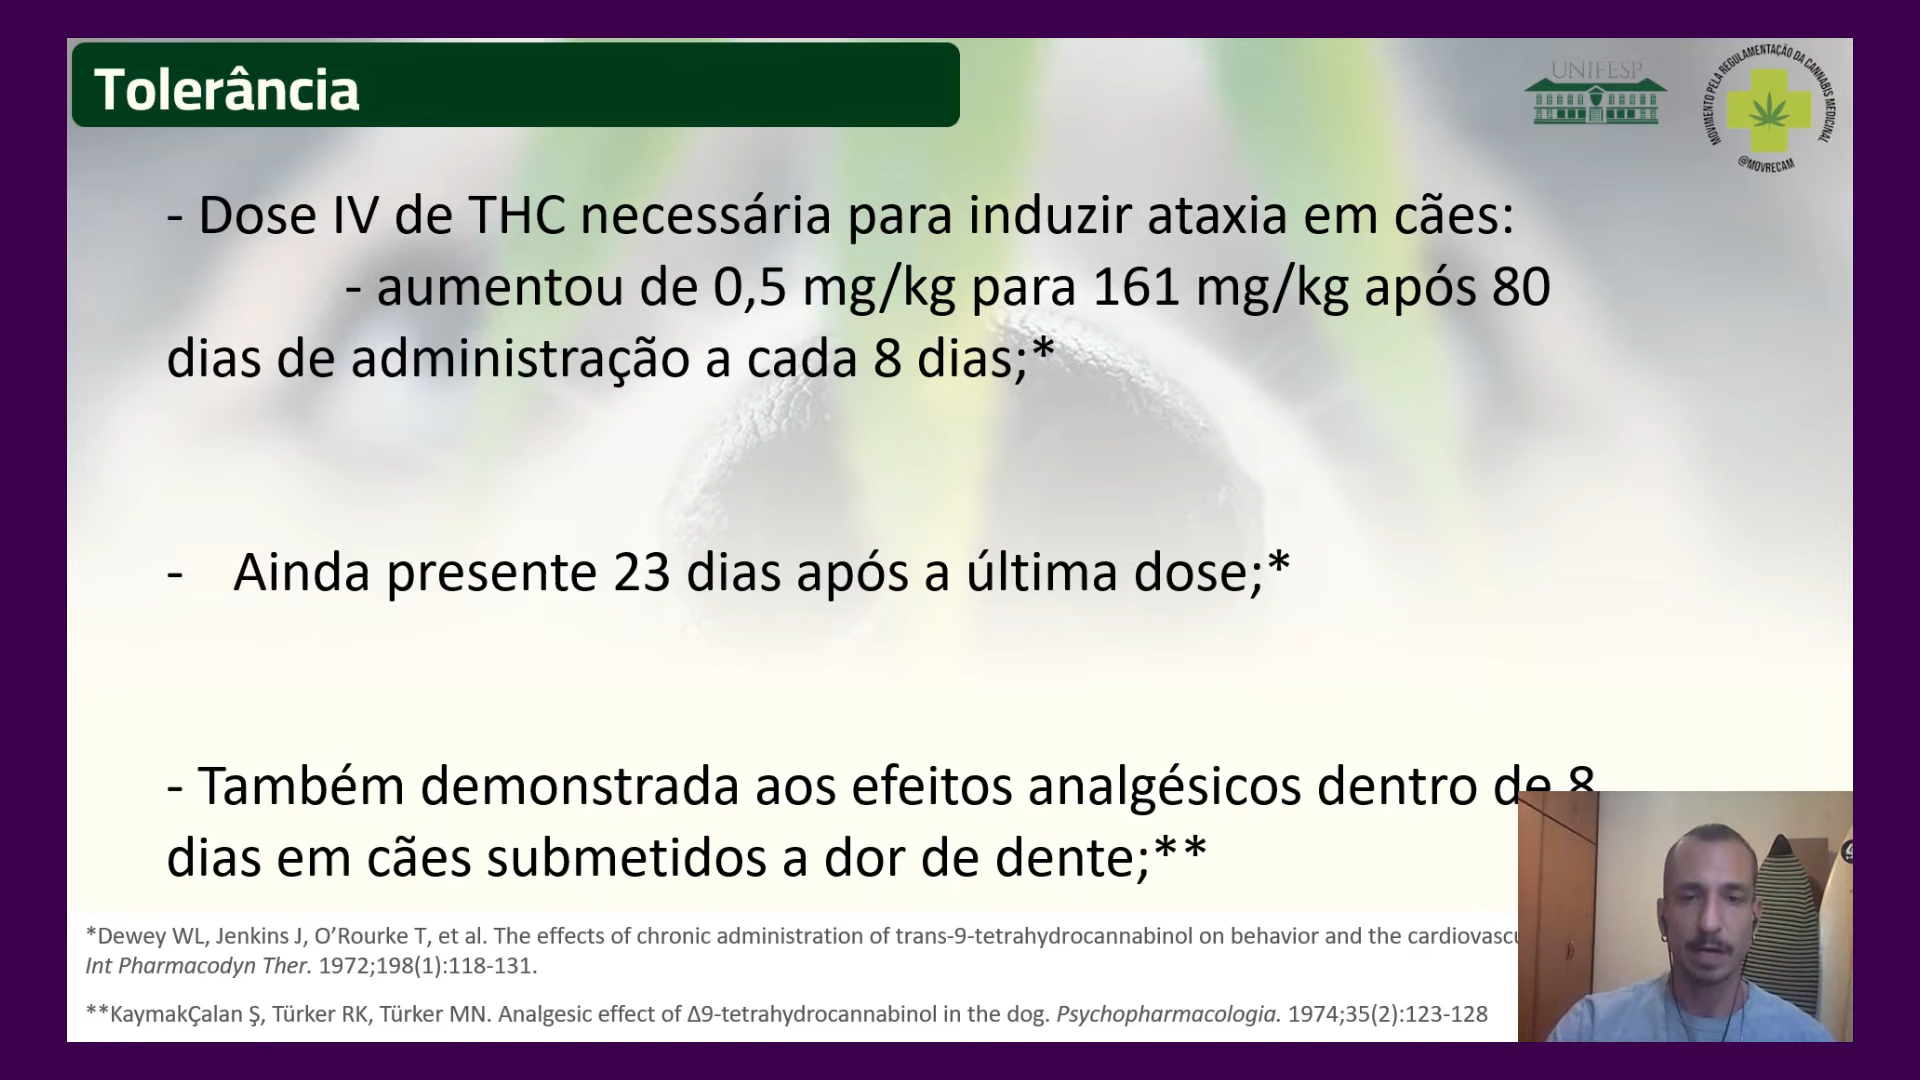 Tolerância
UNIFESP
MOVIMENTO PELA REGULAMENTAÇÃO DA CANNABIS MEDICINAL
@MOVRECAM
- Dose IV de THC necessária para induzir ataxia em cães:
- aumentou de 0,5 mg/kg para 161 mg/kg após 80
dias de administração a cada 8 dias;*
- Ainda presente 23 dias após a última dose;*
- Também demonstrada aos efeitos analgésicos dentro de 8
dias em cães submetidos a dor de dente;**
*Dewey WL, Jenkins J, O’Rourke T, et al. The effects of chronic administration of trans-9-tetrahydrocannabinol on behavior and the
Int Pharmacodyn Ther. 1972;198(1):118-131.
**KaymakÇalan Ş, Türker RK, Türker MN. Analgesic effect of Δ9-tetrahydrocannabinol in the dog. Psychopharmacologia. 1974;35(2):123-128